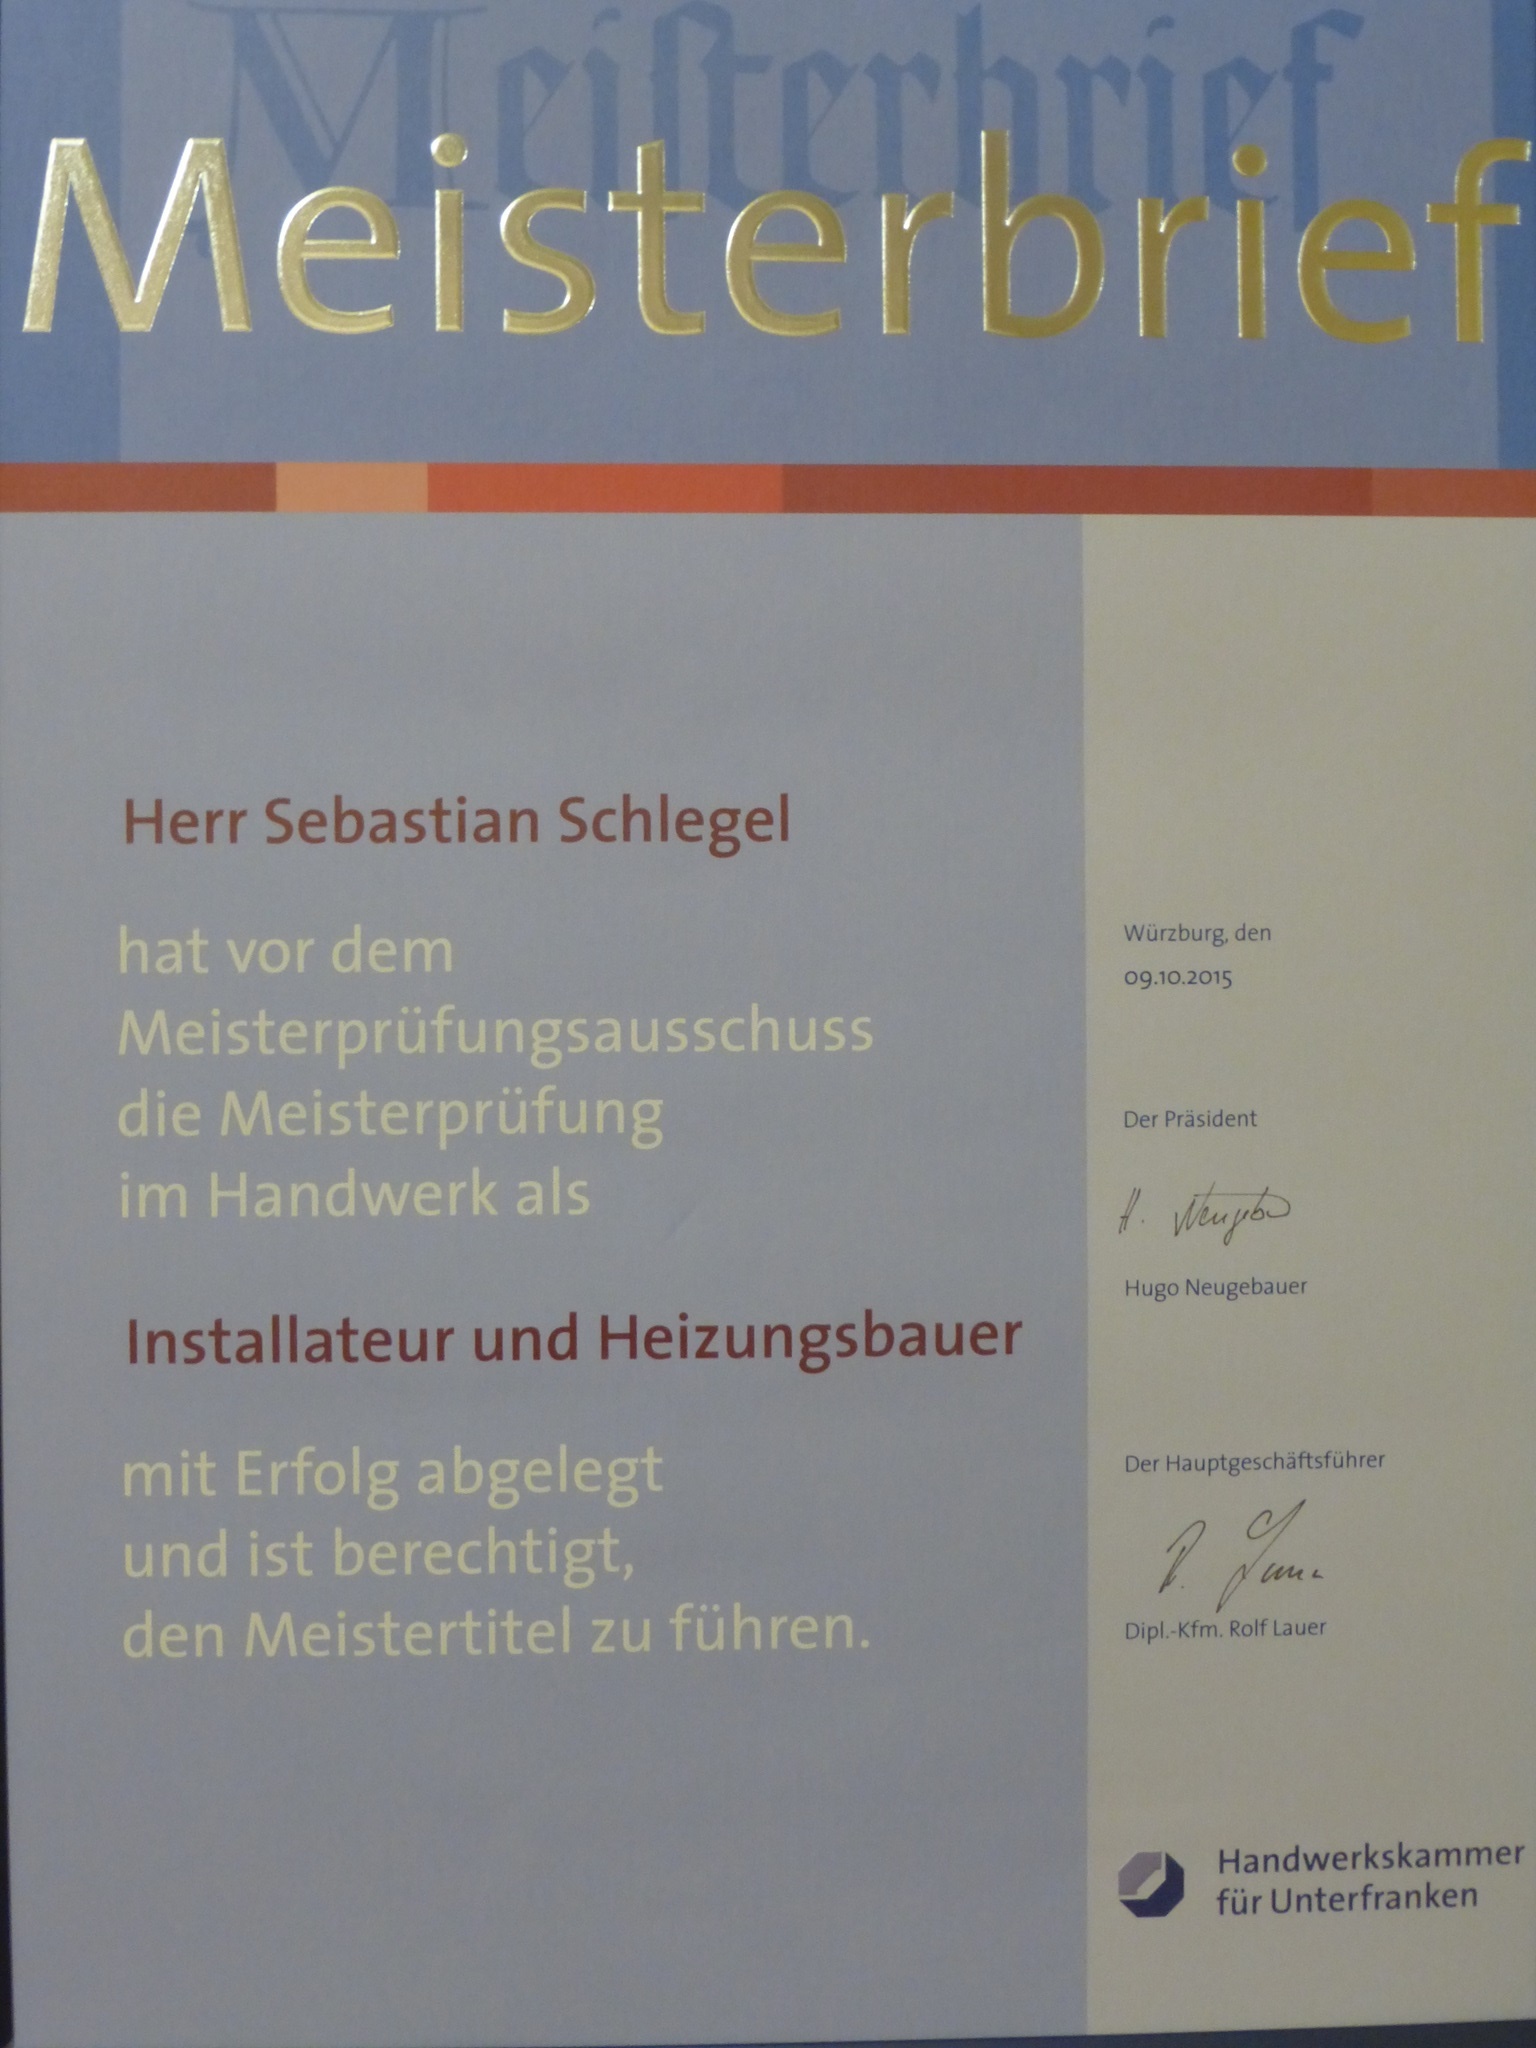 Meisterbrief
Meisterbrief
Herr Sebastian Schlegel
hat vor dem
Meisterprüfungsausschuss
die Meisterprüfung
im Handwerk als
Installateur und Heizungsbauer
mit Erfolg abgelegt
und ist berechtigt,
den Meistertitel zu führen.
Würzburg, den
09.10.2015
Der Präsident
H. Neugebauer
Hugo Neugebauer
Der Hauptgeschäftsführer
R. Lauer
Dipl.-Kfm. Rolf Lauer
Handwerkskammer
für Unterfranken